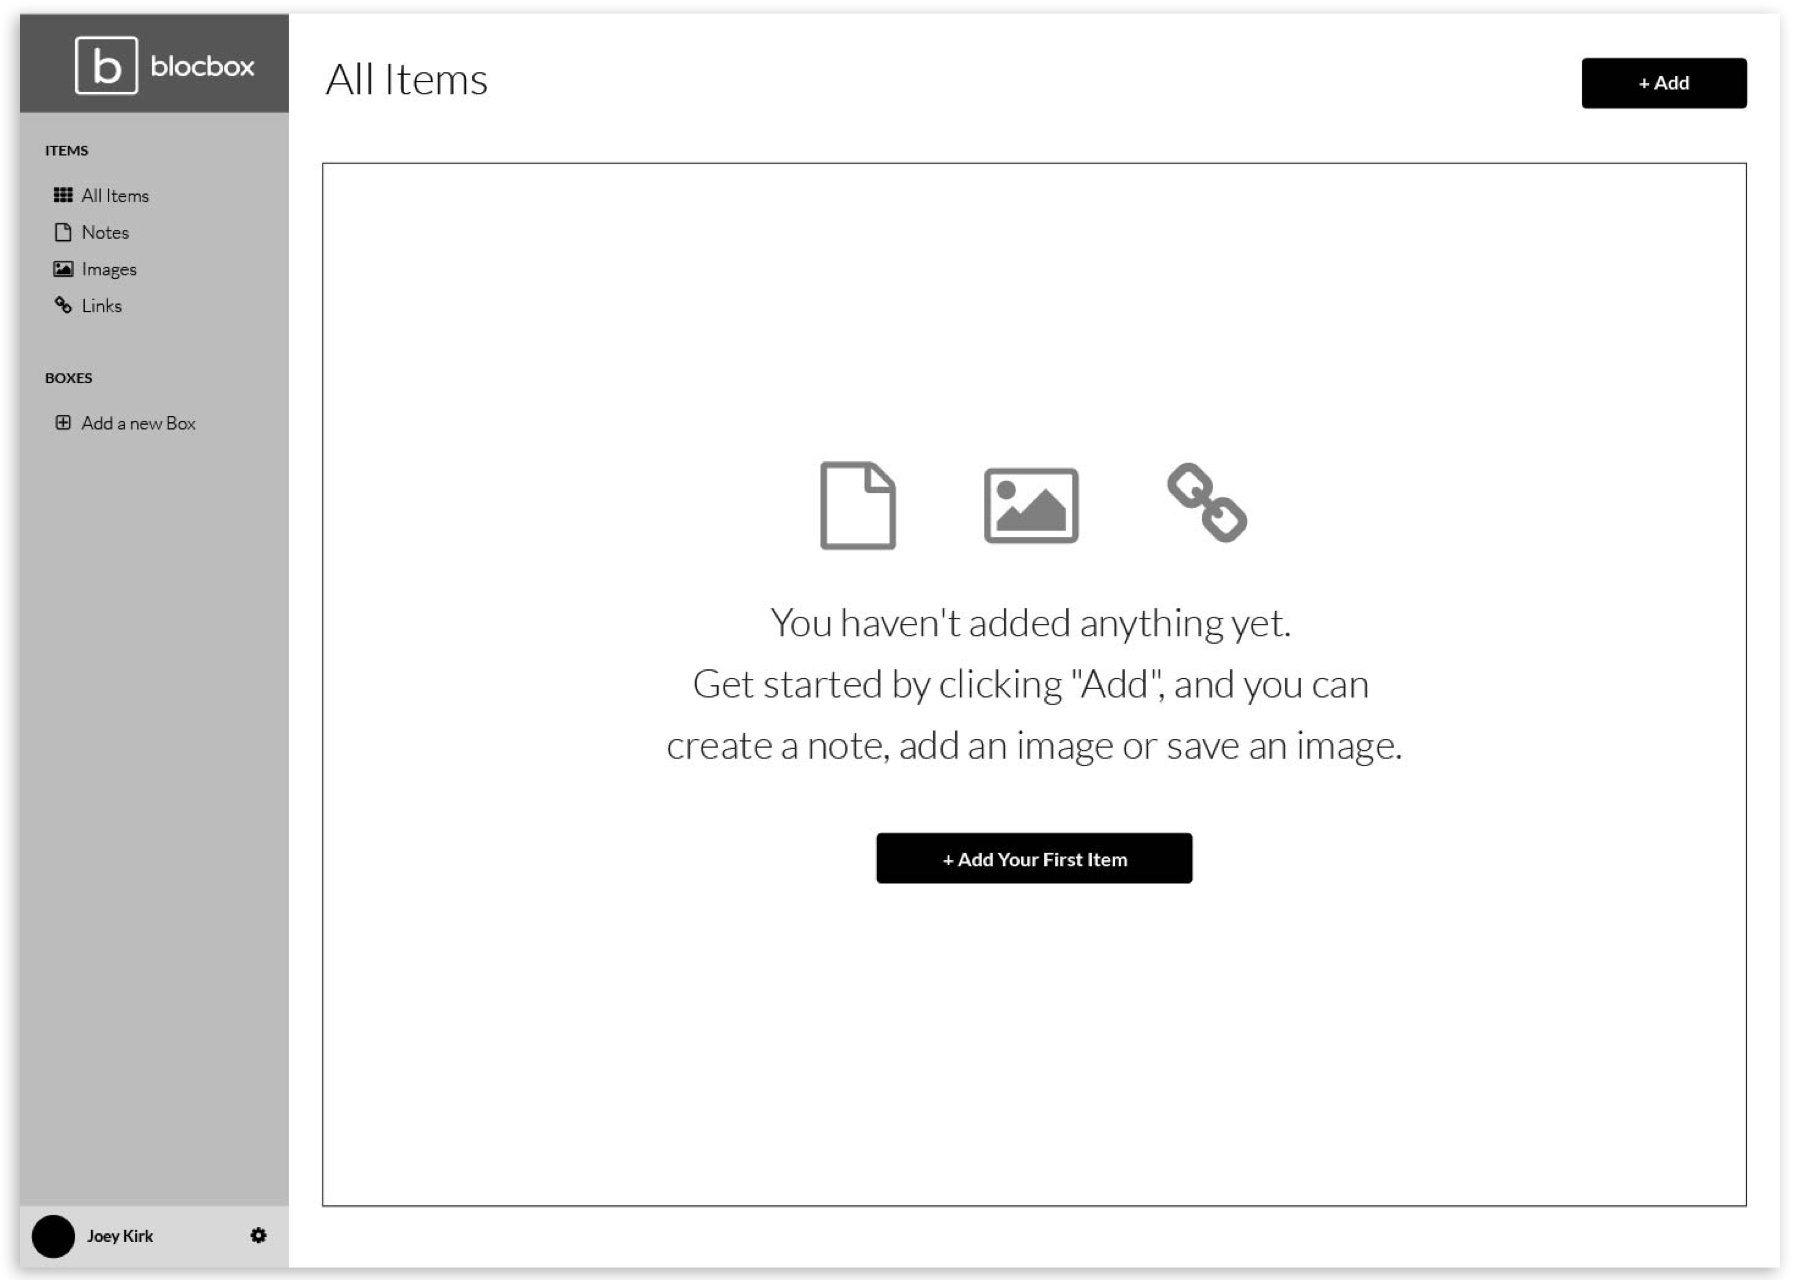 b blocbox
All Items
+ Add
ITEMS
All Items
Notes
Images
Links
BOXES
Add a new Box
You haven't added anything yet.
Get started by clicking "Add", and you can
create a note, add an image or save an image.
+ Add Your First Item
Joey Kirk